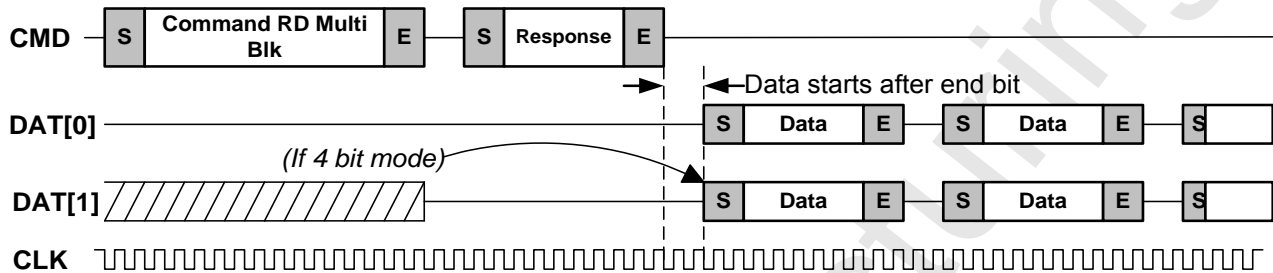 CMD S Command RD Multi Blk E S Response E
Data starts after end bit
DAT[0] S Data E S Data E S
(If 4 bit mode)
DAT[1] S Data E S Data E S
CLK